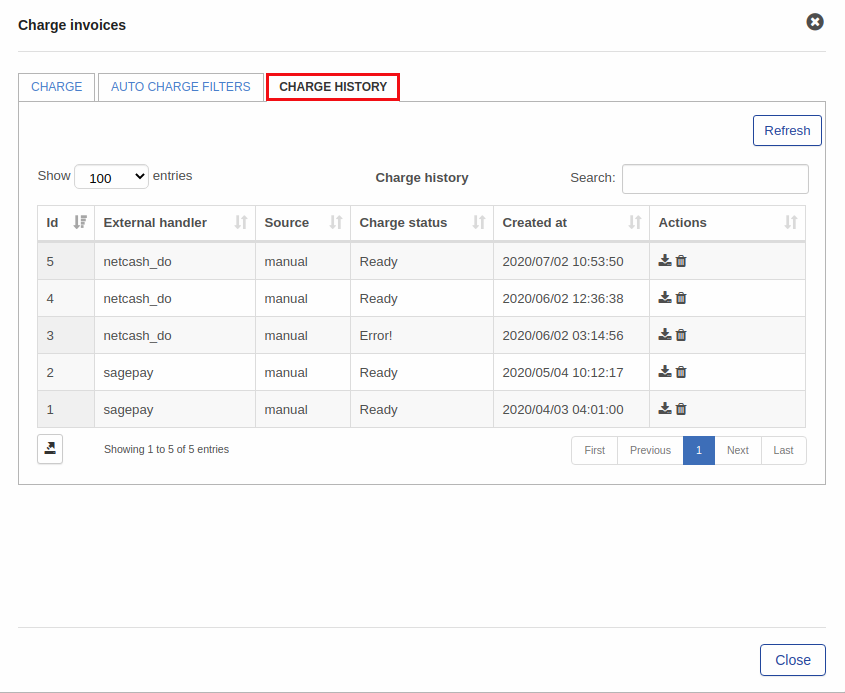 Charge invoices
CHARGE AUTO CHARGE FILTERS CHARGE HISTORY
Refresh
Show 100 entries Charge history Search:
Id External handler Source Charge status Created at Actions
5 netcash_do manual Ready 2020/07/02 10:53:50
4 netcash_do manual Ready 2020/06/02 12:36:38
3 netcash_do manual Error! 2020/06/02 03:14:56
2 sagepay manual Ready 2020/05/04 10:12:17
1 sagepay manual Ready 2020/04/03 04:01:00
Showing 1 to 5 of 5 entries First Previous 1 Next Last
Close